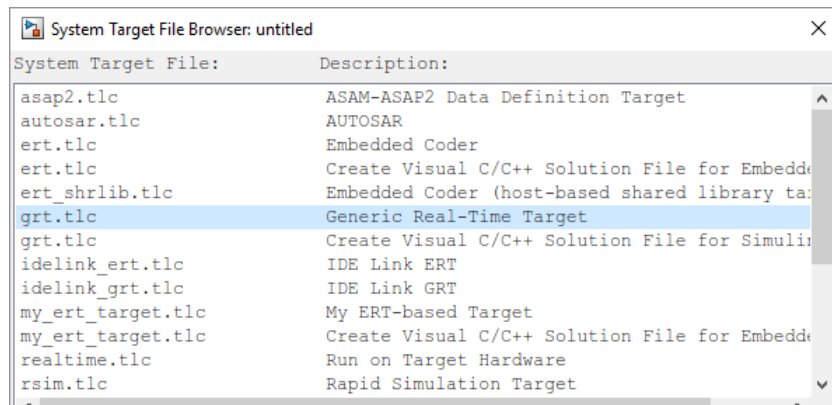 System Target File Browser: untitled
System Target File: Description:
asap2.tlc ASAM-ASAP2 Data Definition Target
autosar.tlc AUTOSAR
ert.tlc Embedded Coder
ert.tlc Create Visual C/C++ Solution File for
ert_shrlib.tlc Embedded Coder (host-based shared library
grt.tlc Generic Real-Time Target
grt.tlc Create Visual C/C++ Solution File for
idelink_ert.tlc IDE Link ERT
idelink_grt.tlc IDE Link GRT
my_ert_target.tlc My ERT-based Target
my_ert_target.tlc Create Visual C/C++ Solution File for
realtime.tlc Run on Target Hardware
rsim.tlc Rapid Simulation Target